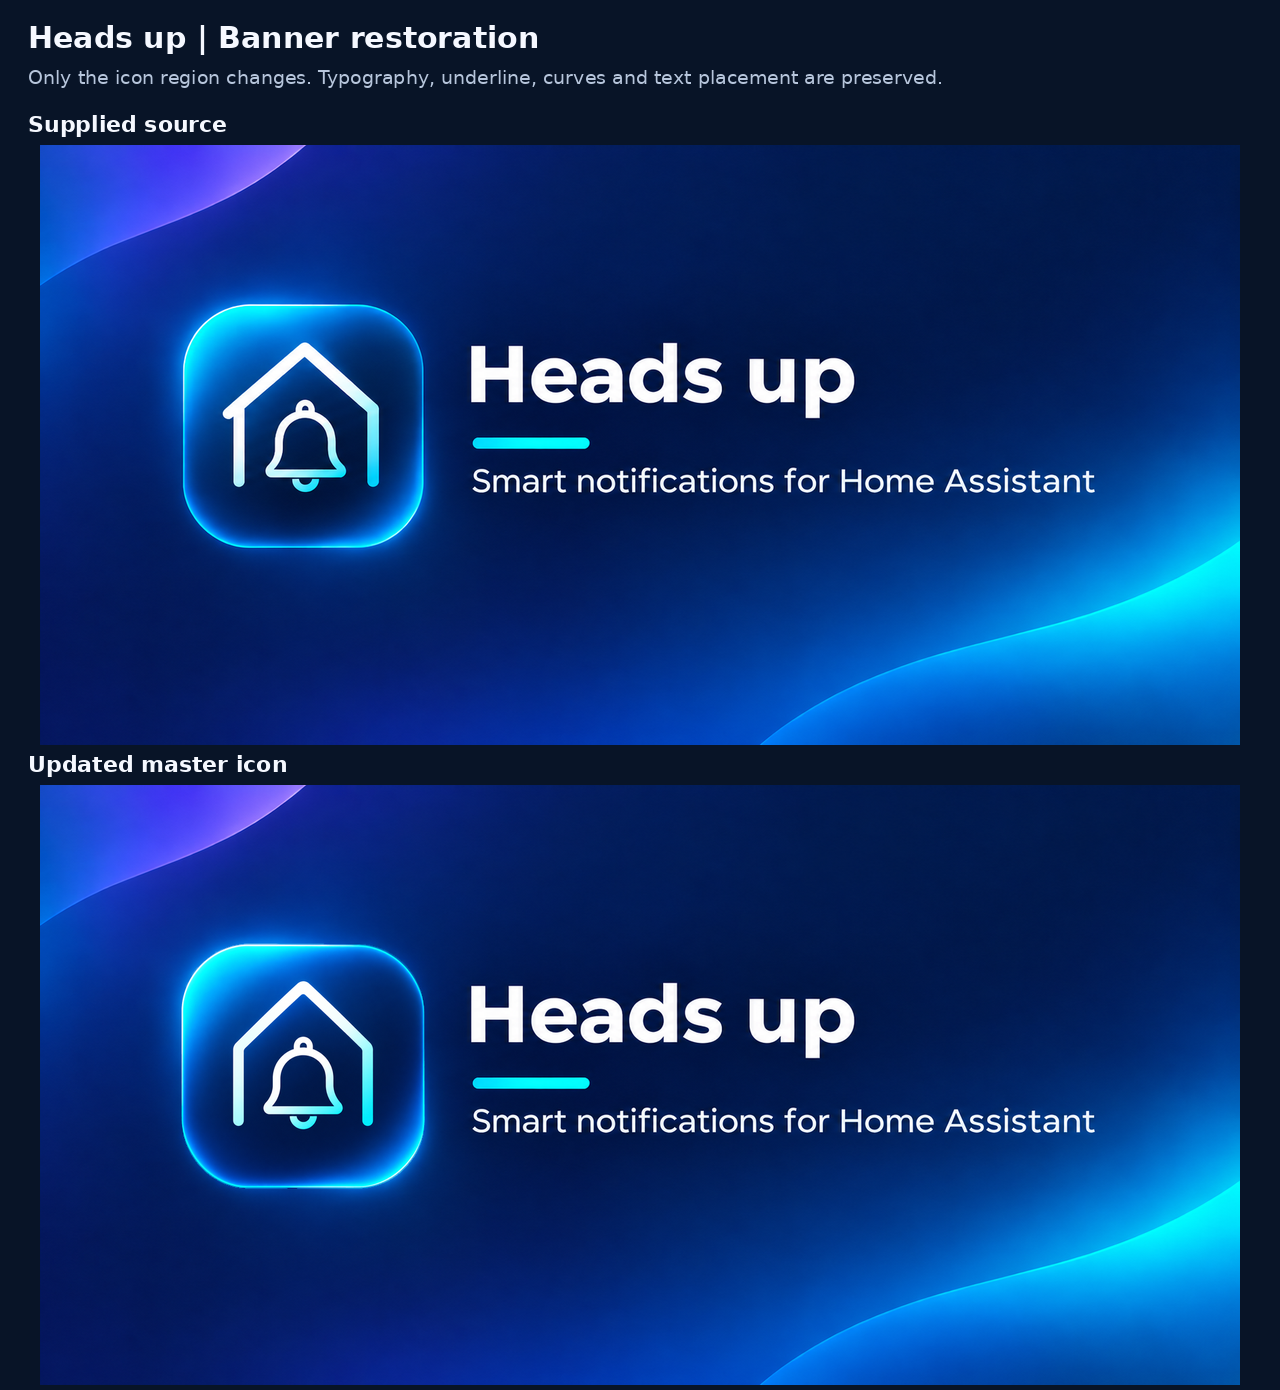 Heads up | Banner restoration
Only the icon region changes. Typography, underline, curves and text placement are preserved.
Supplied source
Heads up
Smart notifications for Home Assistant
Updated master icon
Heads up
Smart notifications for Home Assistant